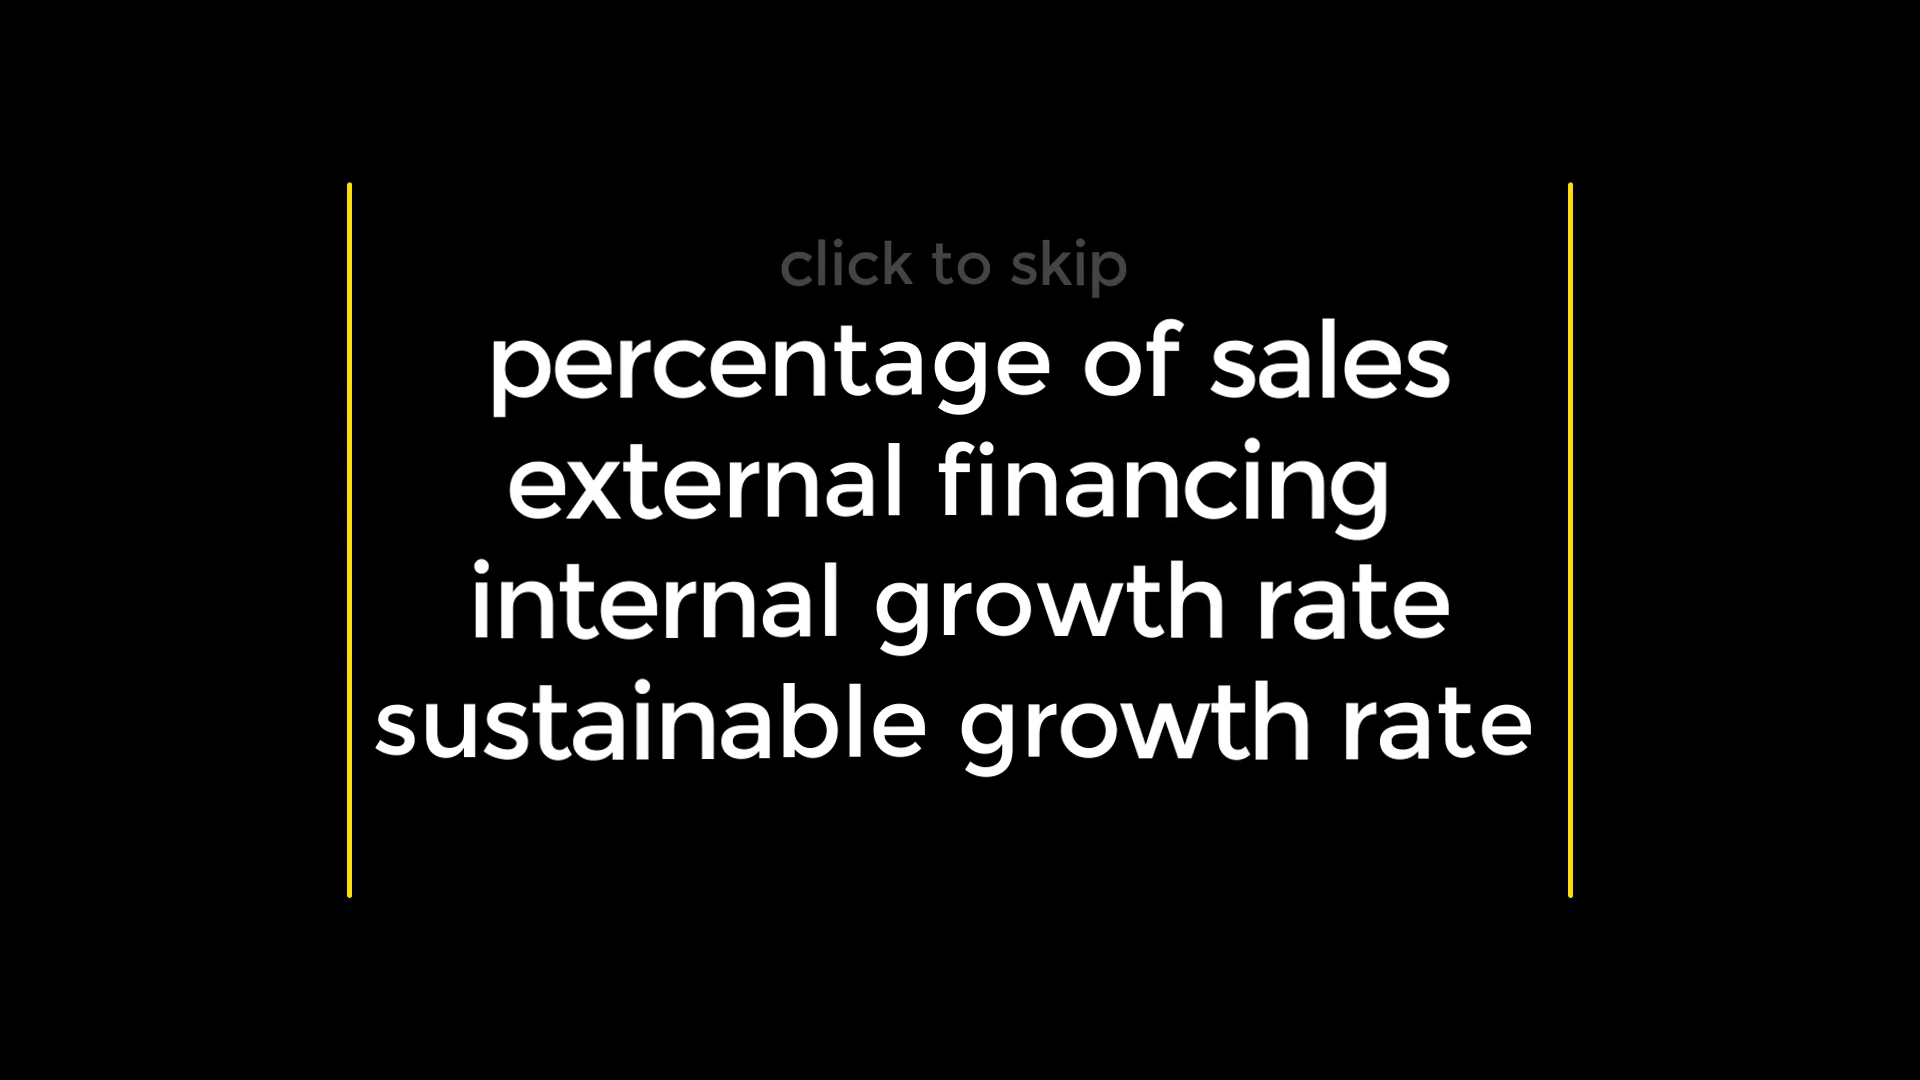 click to skip
percentage of sales
external financing
internal growth rate
sustainable growth rate